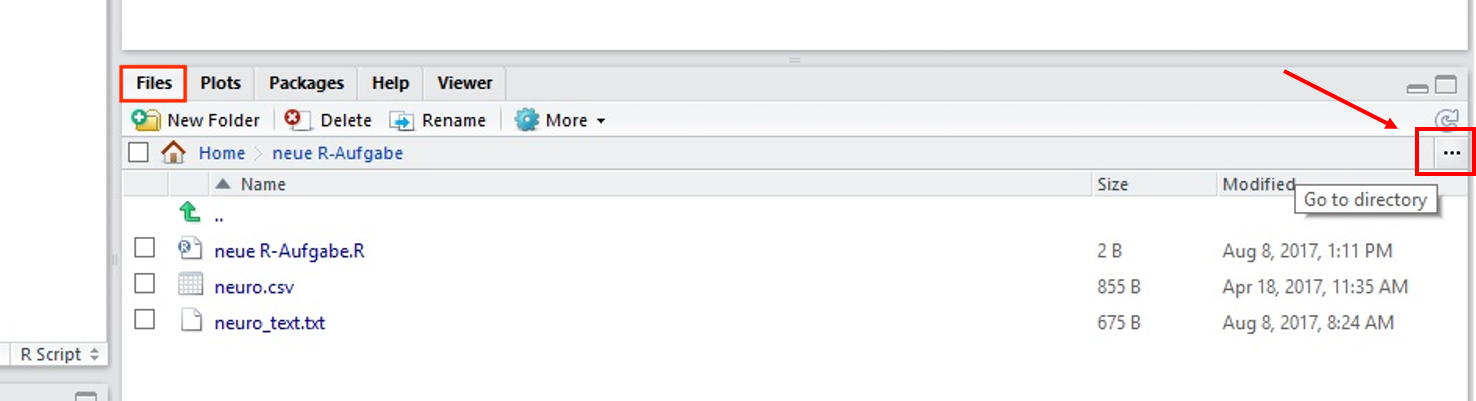 Files Plots Packages Help Viewer
New Folder Delete Rename More
Home neue R-Aufgabe ...
Name Size Modified
Go to directory
..
neue R-Aufgabe.R 2 B Aug 8, 2017, 1:11 PM
neuro.csv 855 B Apr 18, 2017, 11:35 AM
neuro_text.txt 675 B Aug 8, 2017, 8:24 AM
R Script